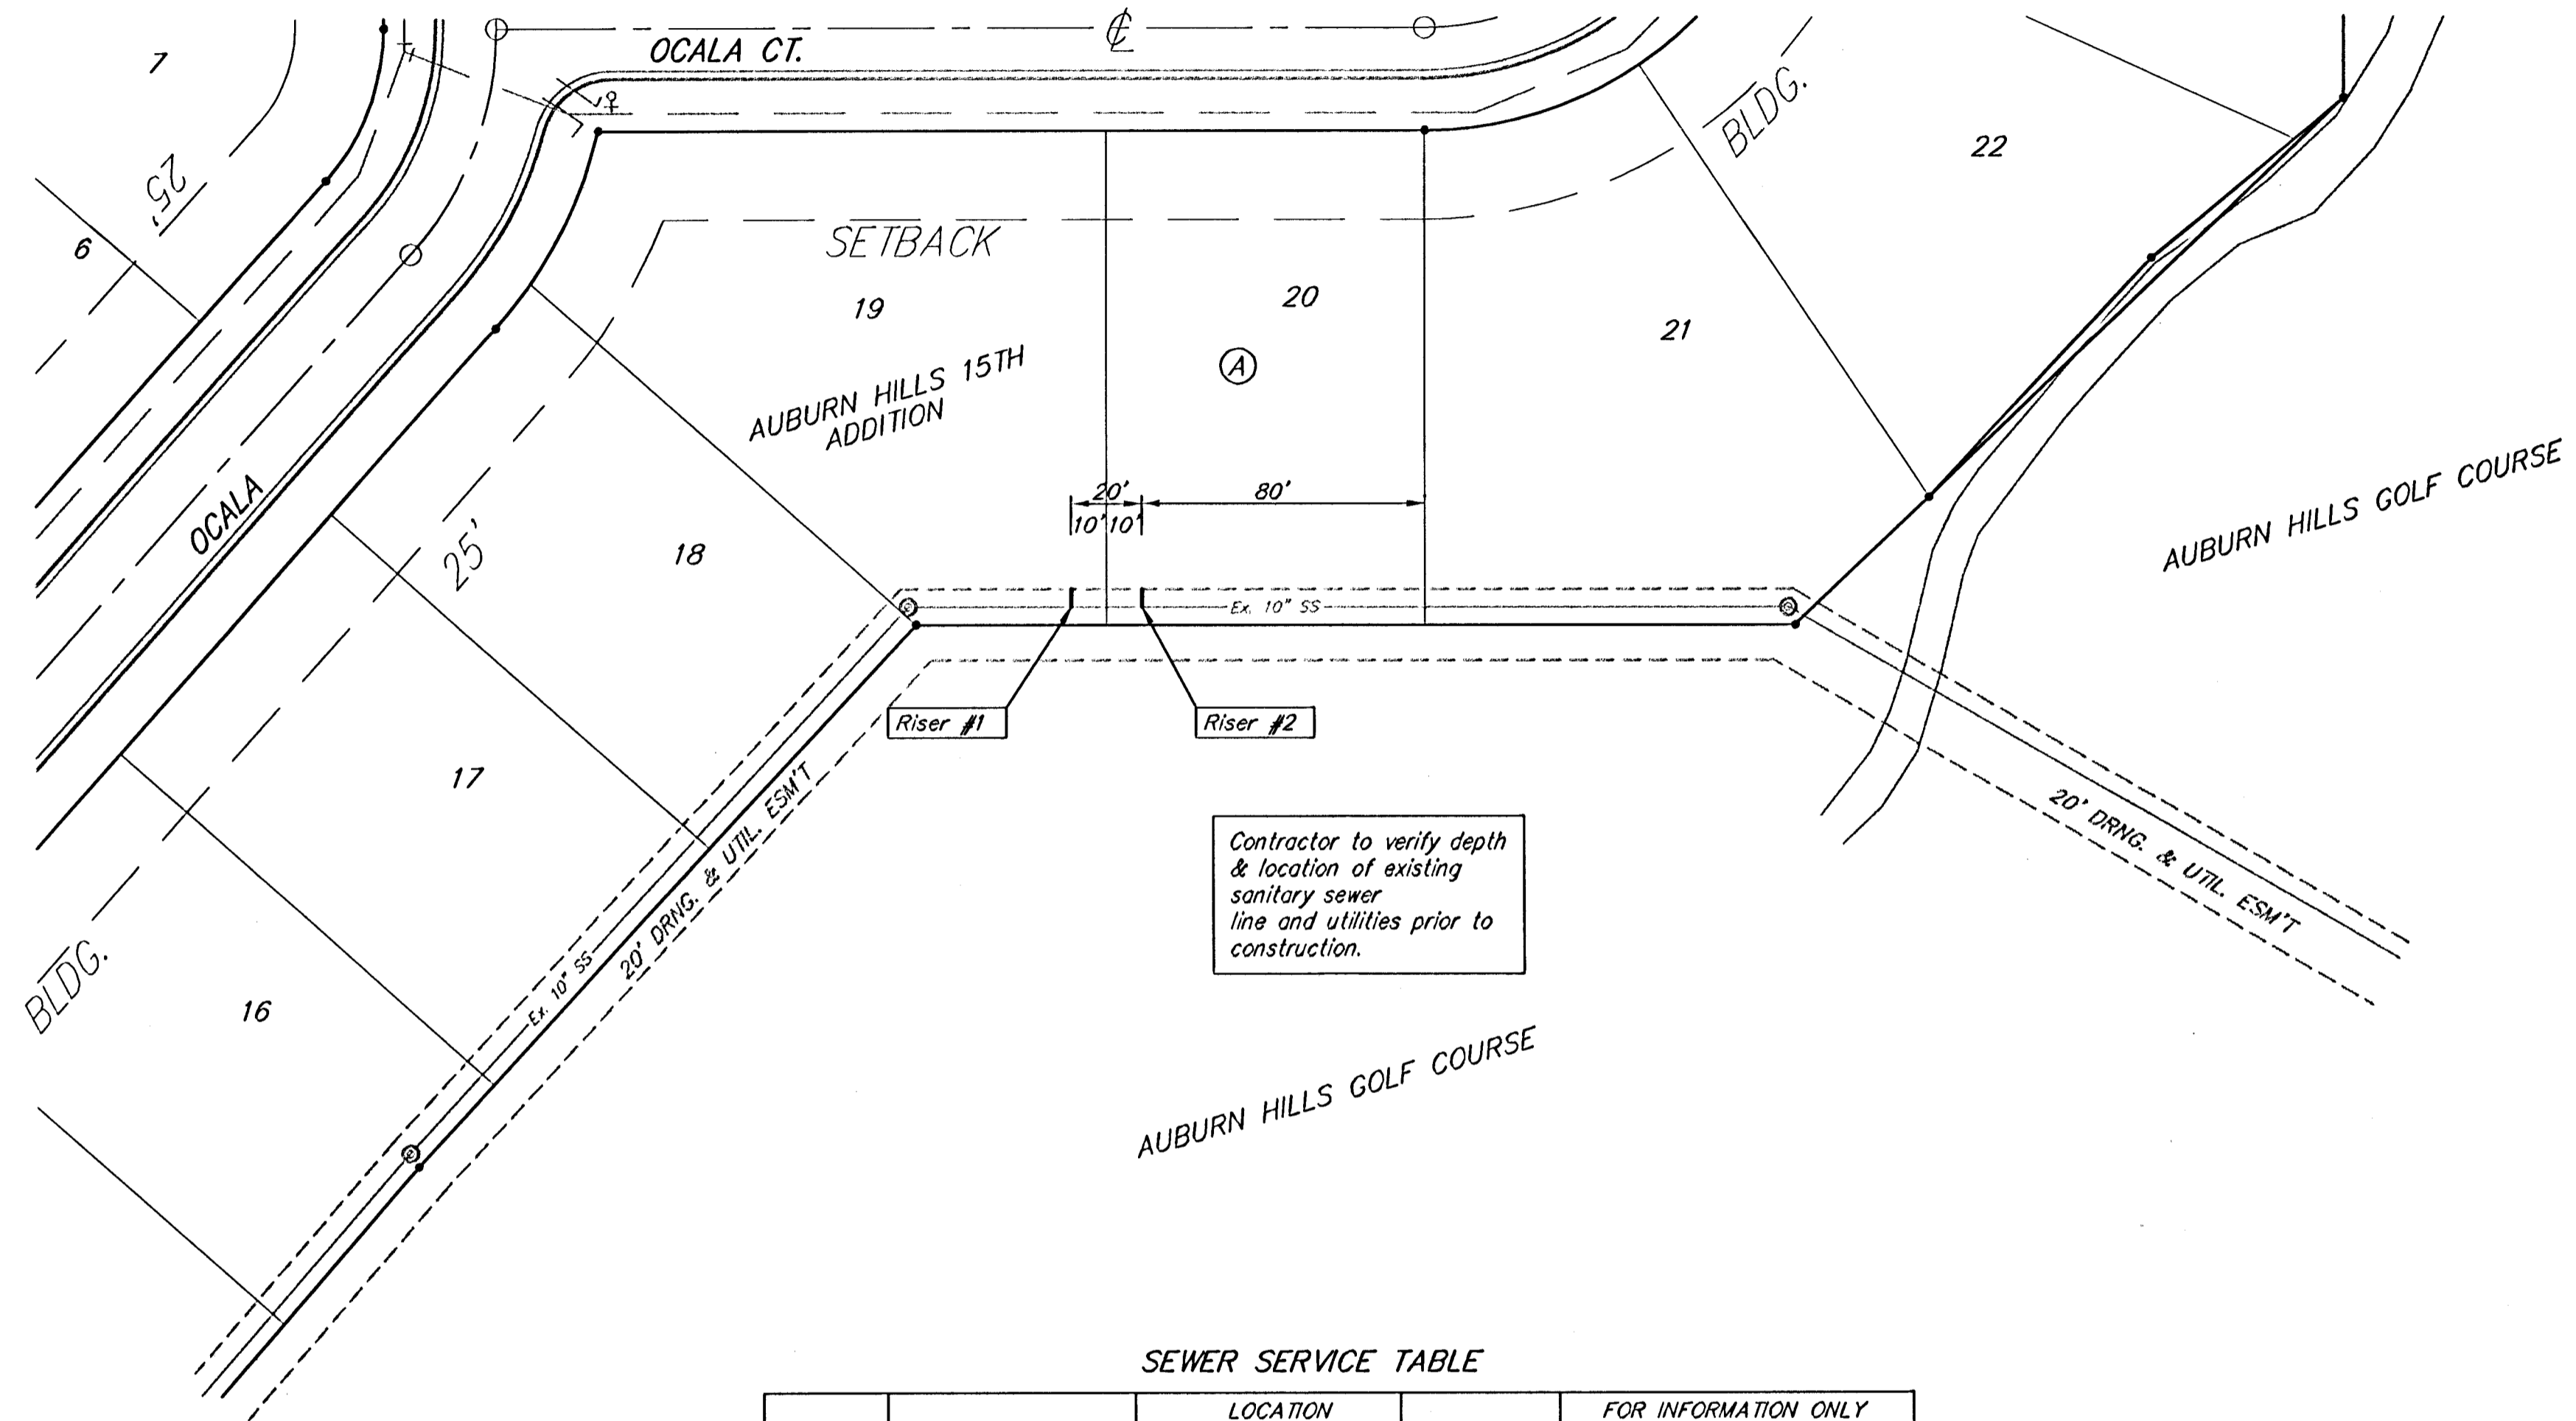 7
OCALA CT.
℄
BLDG.
22
25'
6
SETBACK
19
20
21
A
AUBURN HILLS 15TH
ADDITION
20'
80'
10' 10'
AUBURN HILLS GOLF COURSE
OCALA
25'
18
Ex. 10" SS
Riser #1
Riser #2
17
20' DRNG. & UTIL. ESM'T
Contractor to verify depth
& location of existing
sanitary sewer
line and utilities prior to
construction.
20' DRNG. & UTIL. ESM'T
BLDG.
16
Ex. 10" SS
AUBURN HILLS GOLF COURSE
SEWER SERVICE TABLE
LOCATION
FOR INFORMATION ONLY